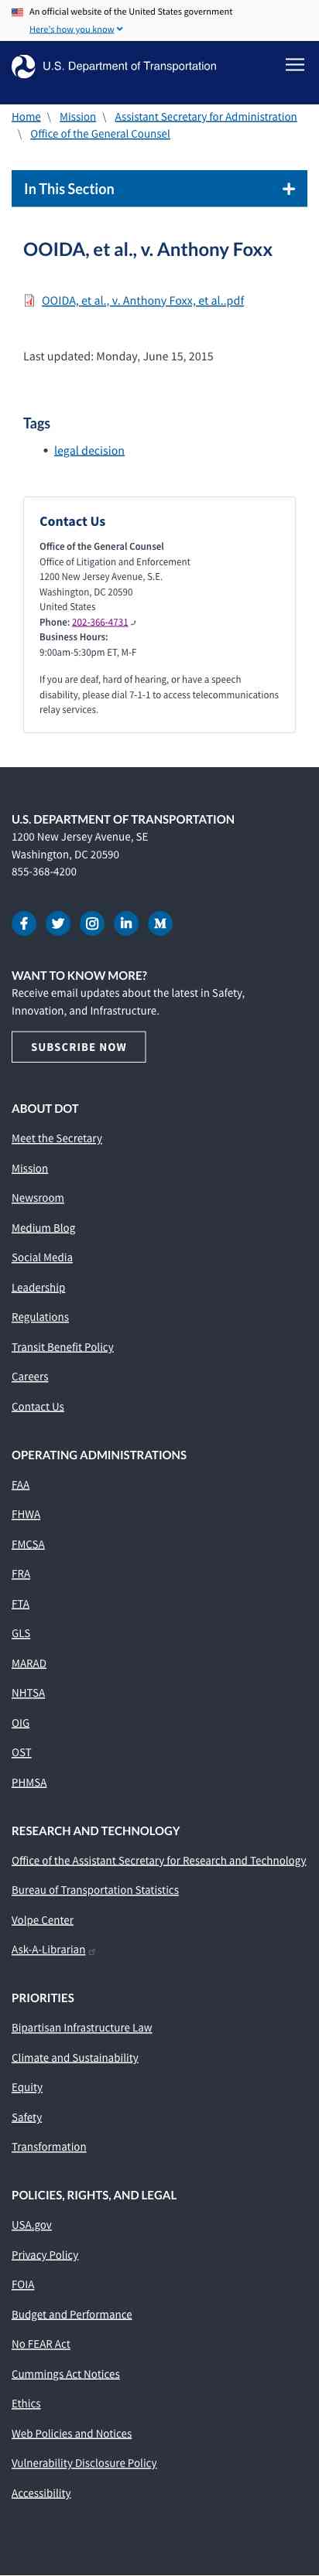 An official website of the United States government
Here's how you know
U.S. Department of Transportation
Home \ Mission \ Assistant Secretary for Administration
\ Office of the General Counsel
In This Section
OOIDA, et al., v. Anthony Foxx
OOIDA, et al., v. Anthony Foxx, et al..pdf
Last updated: Monday, June 15, 2015
Tags
• legal decision
Contact Us
Office of the General Counsel
Office of Litigation and Enforcement
1200 New Jersey Avenue, S.E.
Washington, DC 20590
United States
Phone: 202-366-4731
Business Hours:
9:00am-5:30pm ET, M-F
If you are deaf, hard of hearing, or have a speech
disability, please dial 7-1-1 to access telecommunications
relay services.
U.S. DEPARTMENT OF TRANSPORTATION
1200 New Jersey Avenue, SE
Washington, DC 20590
855-368-4200
WANT TO KNOW MORE?
Receive email updates about the latest in Safety,
Innovation, and Infrastructure.
SUBSCRIBE NOW
ABOUT DOT
Meet the Secretary
Mission
Newsroom
Medium Blog
Social Media
Leadership
Regulations
Transit Benefit Policy
Careers
Contact Us
OPERATING ADMINISTRATIONS
FAA
FHWA
FMCSA
FRA
FTA
GLS
MARAD
NHTSA
OIG
OST
PHMSA
RESEARCH AND TECHNOLOGY
Office of the Assistant Secretary for Research and Technology
Bureau of Transportation Statistics
Volpe Center
Ask-A-Librarian
PRIORITIES
Bipartisan Infrastructure Law
Climate and Sustainability
Equity
Safety
Transformation
POLICIES, RIGHTS, AND LEGAL
USA.gov
Privacy Policy
FOIA
Budget and Performance
No FEAR Act
Cummings Act Notices
Ethics
Web Policies and Notices
Vulnerability Disclosure Policy
Accessibility